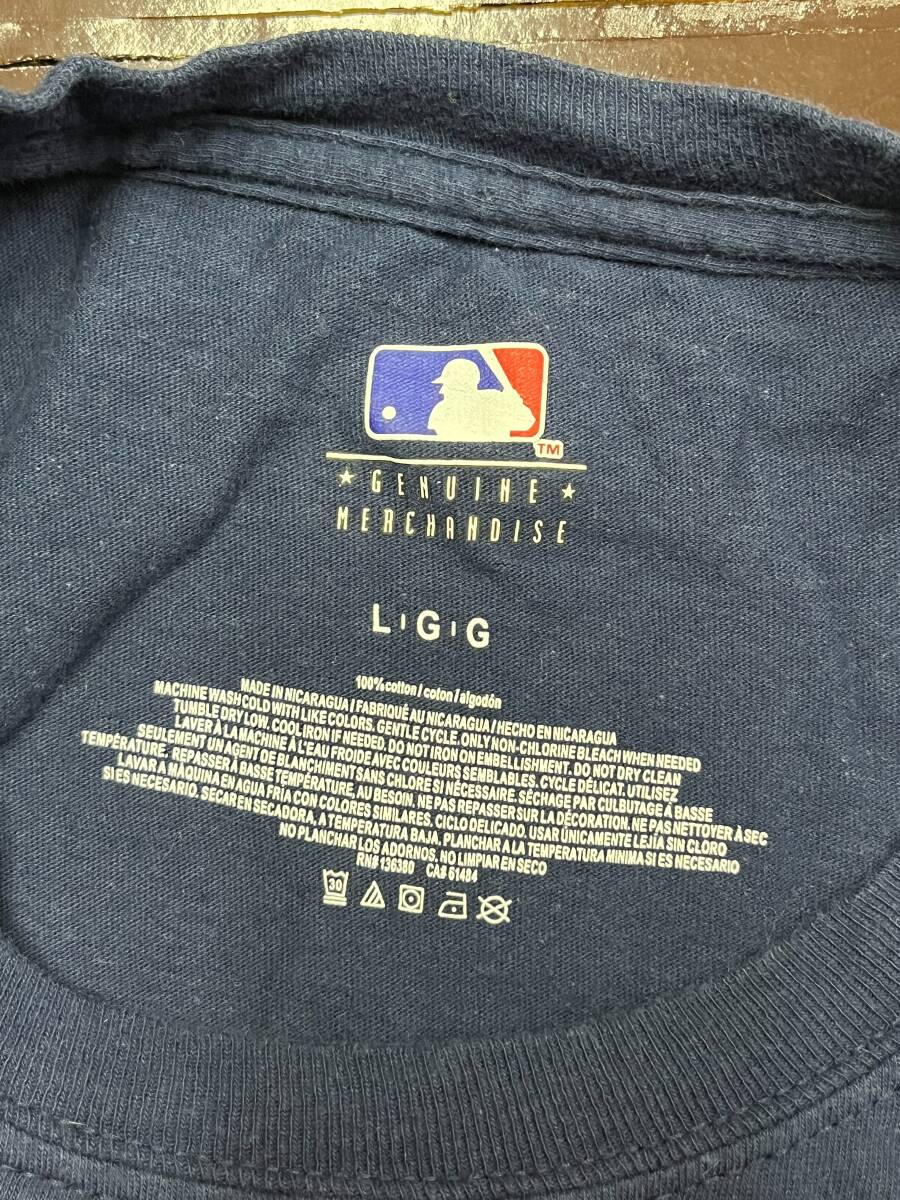 TM
★ GENUINE ★
MERCHANDISE
L|G|G
100% cotton / coton / algodón
MADE IN NICARAGUA / FABRIQUÉ AU NICARAGUA / HECHO EN NICARAGUA
MACHINE WASH COLD WITH LIKE COLORS. GENTLE CYCLE. ONLY NON-CHLORINE BLEACH WHEN NEEDED
TUMBLE DRY LOW. COOL IRON IF NEEDED. DO NOT IRON ON EMBELLISHMENT. DO NOT DRY CLEAN
LAVER À LA MACHINE À L'EAU FROIDE AVEC COULEURS SEMBLABLES. CYCLE DÉLICAT. UTILISEZ
SEULEMENT UN AGENT DE BLANCHIMENT SANS CHLORE SI NÉCESSAIRE. SÉCHAGE PAR CULBUTAGE À BASSE
TEMPÉRATURE. REPASSER À BASSE TEMPÉRATURE, AU BESOIN. NE PAS REPASSER SUR LA DÉCORATION. NE PAS NETTOYER À SEC
LAVAR A MAQUINA EN AGUA FRÍA CON COLORES SIMILARES. CICLO DELICADO. USAR ÚNICAMENTE LEJÍA SIN CLORO
SI ES NECESARIO. SECAR EN SECADORA, A TEMPERATURA BAJA. PLANCHAR A LA TEMPERATURA MINIMA SI ES NECESARIO
NO PLANCHAR LOS ADORNOS. NO LIMPIAR EN SECO
RN# 136380 CA# 61484
30